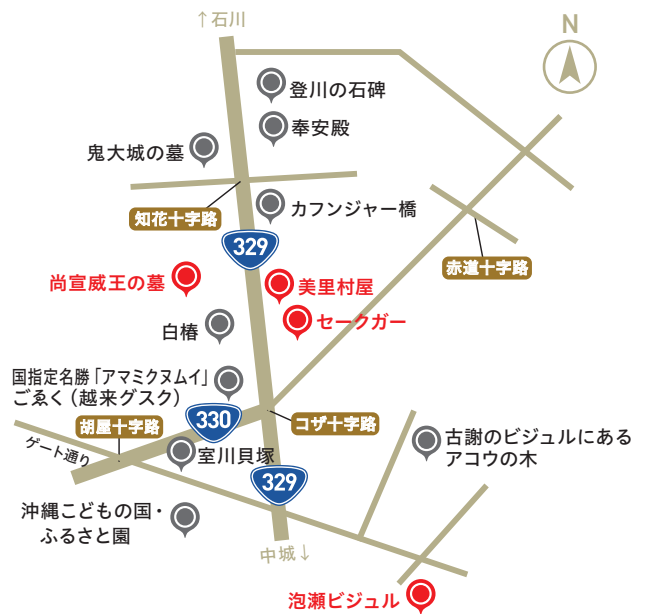 ↑石川
N
登川の石碑
奉安殿
鬼大城の墓
カフンジャー橋
知花十字路
329
赤道十字路
尚宣威王の墓
美里村屋
セークガー
白椿
国指定名勝「アマミクヌムイ」
ごゑく(越来グスク)
330
コザ十字路
胡屋十字路
ゲート通り
室川貝塚
古謝のビジュルにある
アコウの木
329
沖縄こどもの国・
ふるさと園
中城↓
泡瀬ビジュル